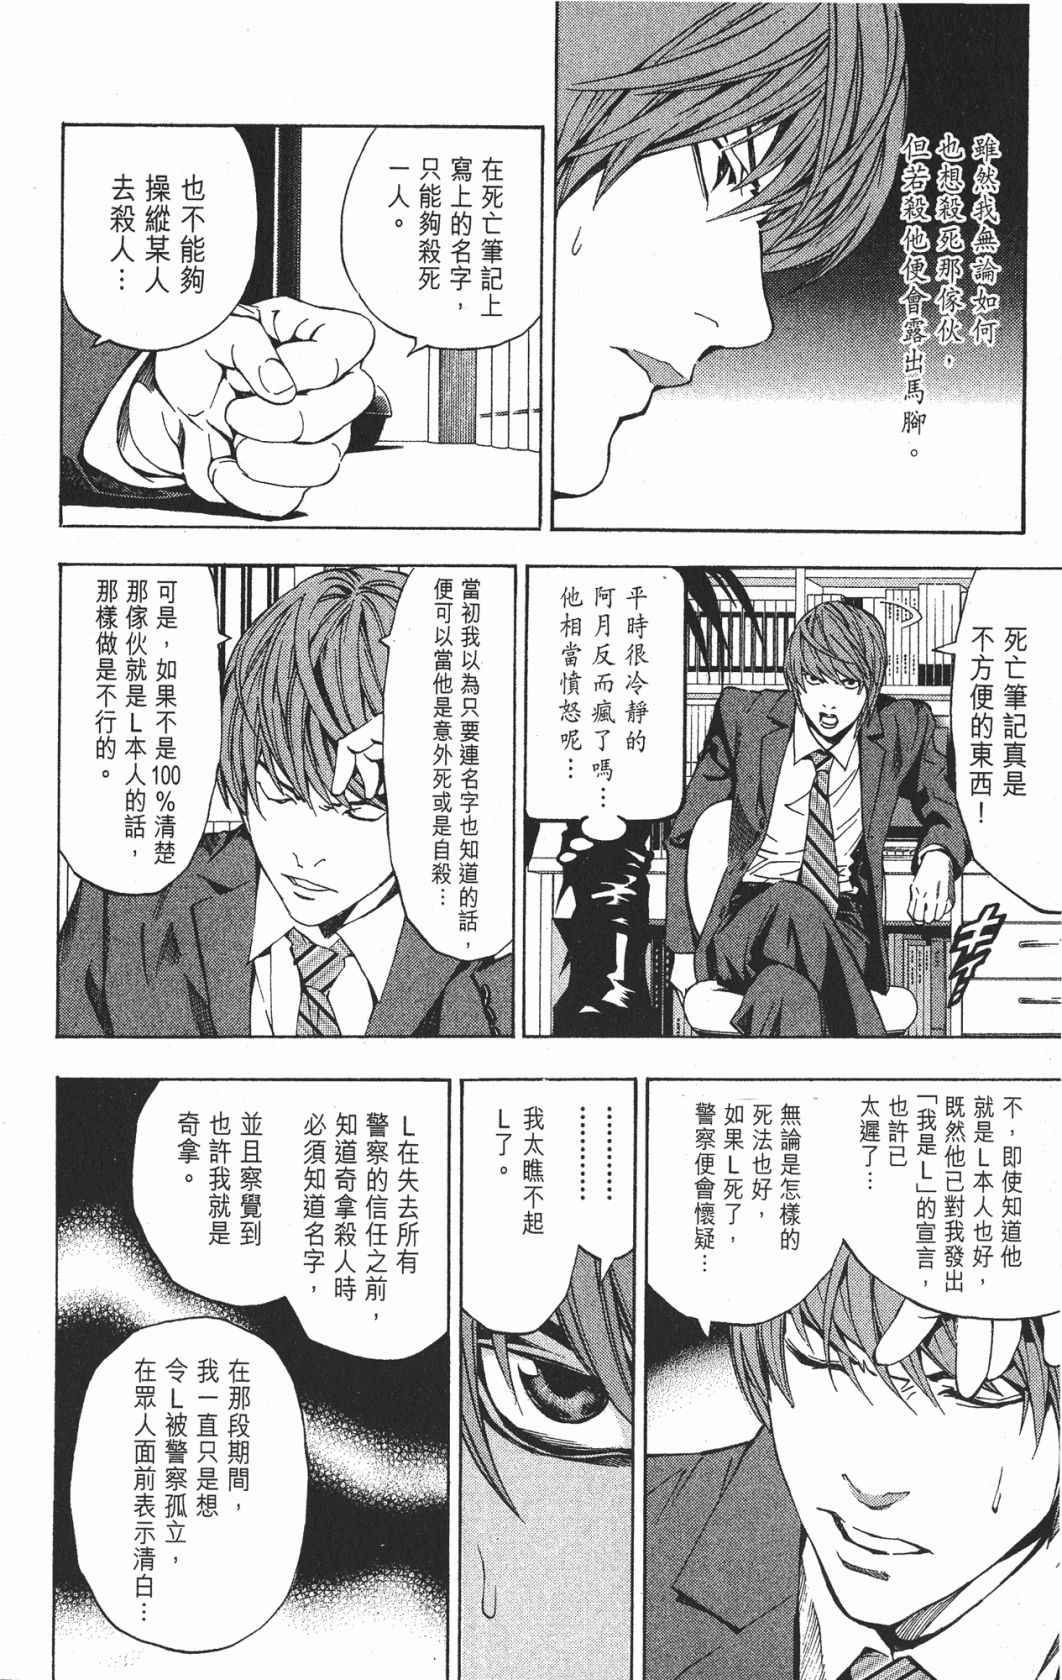 雖然我無論如何
也想殺死那傢伙，
但若殺他便會露出馬腳。
在死亡筆記上
寫上的名字，
只能夠殺死
一人。
也不能夠
操縱某人
去殺人…
死亡筆記真是
不方便的東西！
平時很冷靜的
阿月反而瘋了嗎…
他相當憤怒呢…
當初我以為只要連名字也知道的話，
便可以當他是意外死或是自殺…
可是，如果不是100%清楚
那傢伙就是L本人的話，
那樣做是不行的。
不，即使知道他
就是L本人也好，
既然他已對我發出
「我是L」的宣言，
也許已
太遲了…
無論是怎樣的
死法也好，
如果L死了，
警察便會懷疑…
…………
…………
我太瞧不起
L了。
L在失去所有
警察的信任之前，
知道奇拿殺人時
必須知道名字，
並且察覺到
也許我就是
奇拿。
在那段期間，
我一直只是想
令L被警察孤立，
在眾人面前表示清白…